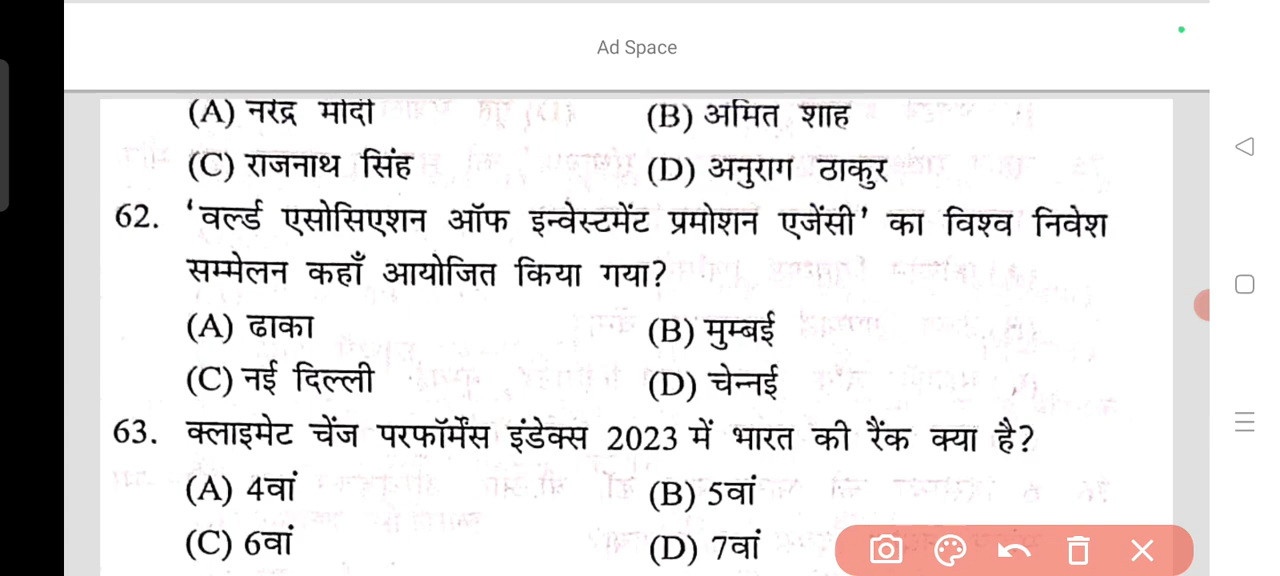 Ad Space
(A) नरेंद्र मोदी (B) अमित शाह
(C) राजनाथ सिंह (D) अनुराग ठाकुर
62. 'वर्ल्ड एसोसिएशन ऑफ इन्वेस्टमेंट प्रमोशन एजेंसी' का विश्व निवेश
सम्मेलन कहाँ आयोजित किया गया?
(A) ढाका (B) मुम्बई
(C) नई दिल्ली (D) चेन्नई
63. क्लाइमेट चेंज परफॉर्मेंस इंडेक्स 2023 में भारत की रैंक क्या है?
(A) 4वां (B) 5वां
(C) 6वां (D) 7वां